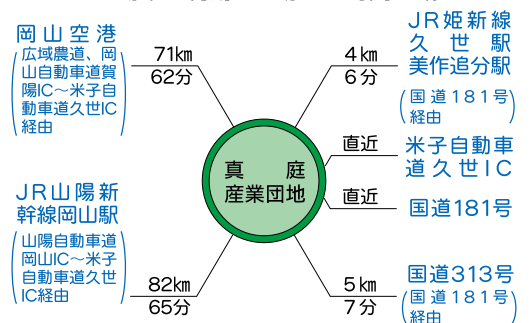 岡山空港
（広域農道、岡
山自動車道賀
陽IC～米子自
動車道久世IC
経由）
71km
62分
4km
6分
JR姫新線
久世駅
美作追分駅
（国道181号）
経由
直近
米子自動車
道久世IC
真庭
産業団地
直近
国道181号
JR山陽新
幹線岡山駅
（山陽自動車道
岡山IC～米子
自動車道久世
IC経由）
82km
65分
5km
7分
国道313号
（国道181号）
経由